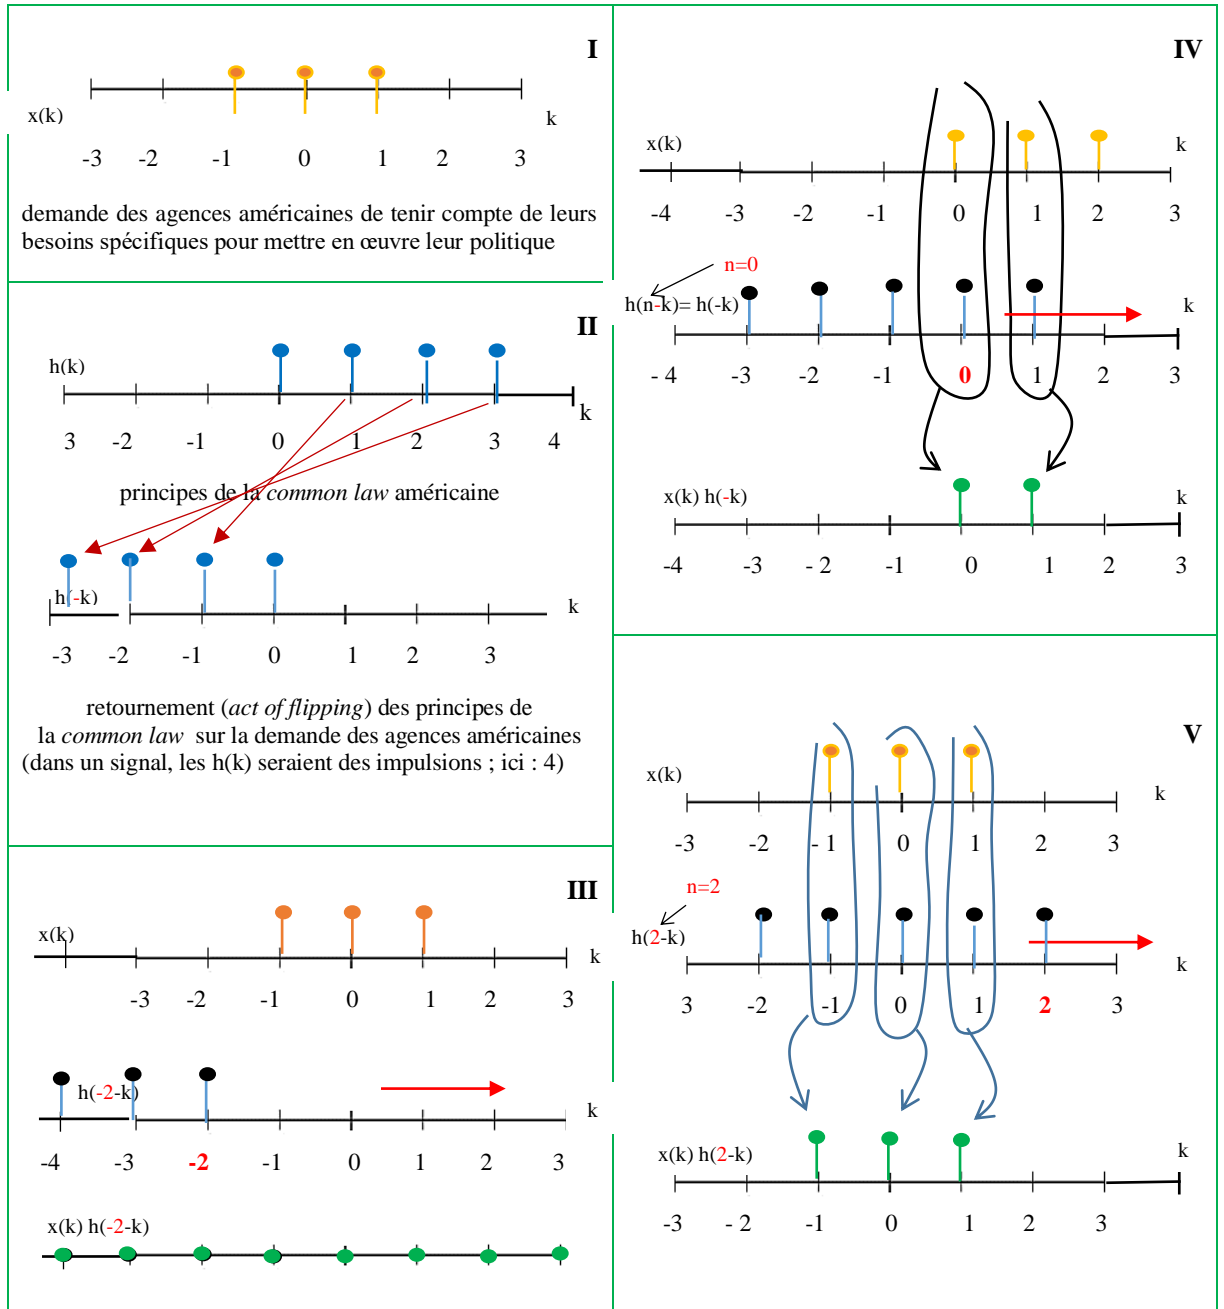 I
x(k)
k
-3 -2 -1 0 1 3
demande des agences américaines de tenir compte de leurs
besoins spécifiques pour mettre en œuvre leur politique
II
h(k)
k
3 -2 -1 0 1 2 3 4
principes de la common law américaine
h(-k)
k
-3 -2 -1 0 1 2 3
retournement (act of flipping) des principes de
la common law sur la demande des agences américaines
(dans un signal, les h(k) seraient des impulsions ; ici : 4)
III
x(k)
k
-3 -2 -1 0 1 2 3
h(-2-k)
k
-4 -3 -2 -1 0 1 2 3
x(k) h(-2-k)
IV
x(k)
k
-4 -3 -2 -1 0 1 2 3
n=0
h(n-k)= h(-k)
k
- 4 -3 -2 -1 0 1 2 3
x(k) h(-k)
k
-4 -3 - 2 -1 0 1 2 3
V
x(k)
k
-3 -2 - 1 0 1 2 3
n=2
h(2-k)
k
3 -2 -1 0 1 2 3
x(k) h(2-k)
k
-3 - 2 -1 0 1 2 3